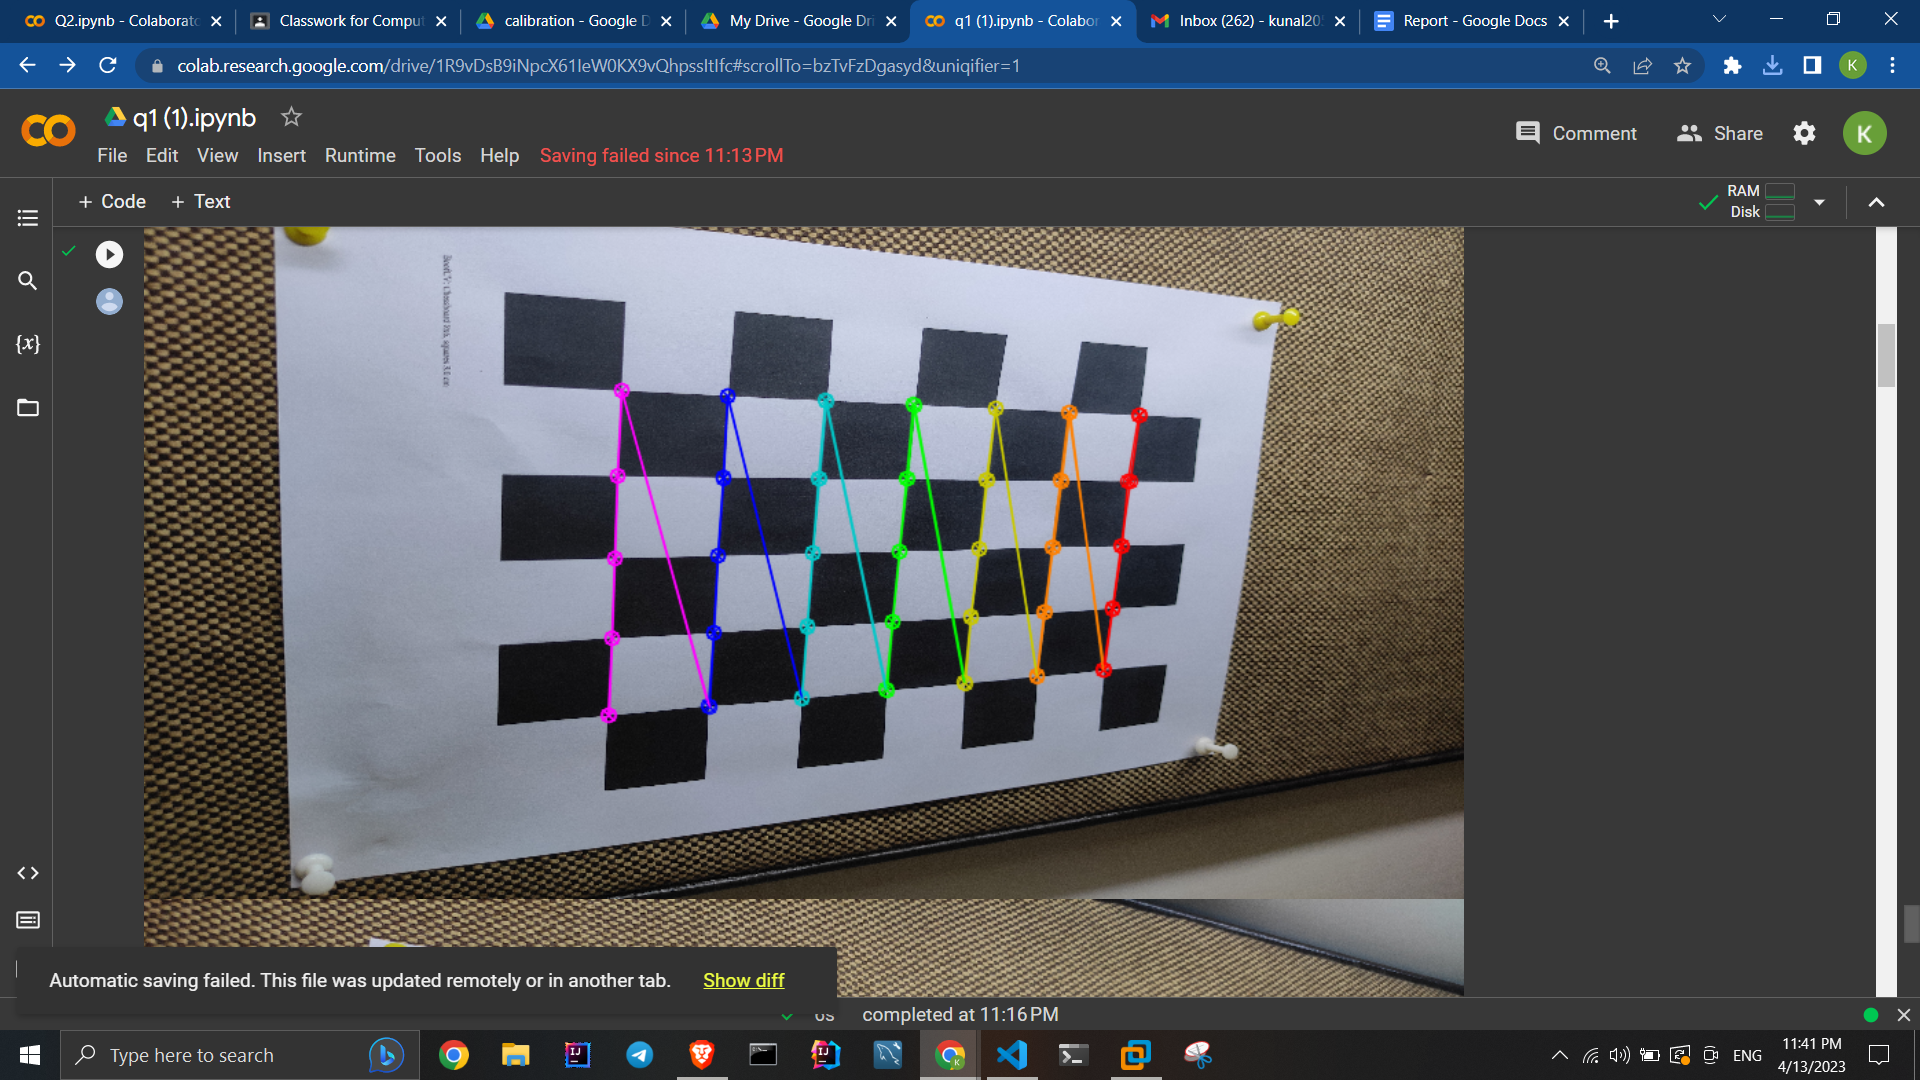 Q2.ipynb - Colaborato
Classwork for Comput
calibration - Google D
My Drive - Google Dri
q1 (1).ipynb - Colabor
Inbox (262) - kunal205
Report - Google Docs
colab.research.google.com/drive/1R9vDsB9iNpcX61IeW0KX9vQhpssItIfc#scrollTo=bzTvFzDgasyd&uniqifier=1
K
q1 (1).ipynb
Comment
Share
K
File Edit View Insert Runtime Tools Help Saving failed since 11:13 PM
+ Code + Text
RAM
Disk
{x}
Automatic saving failed. This file was updated remotely or in another tab. Show diff
completed at 11:16 PM
Type here to search
ENG
11:41 PM
4/13/2023